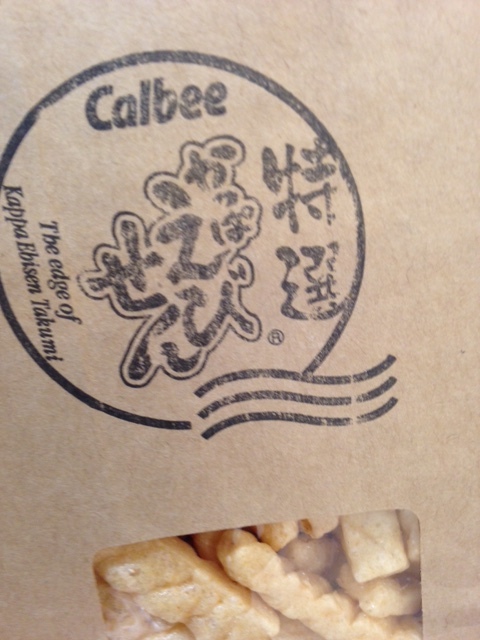 Calbee
特選
かっぱ
えび
せん
®
The edge of
Kappa Ebisen Takumi